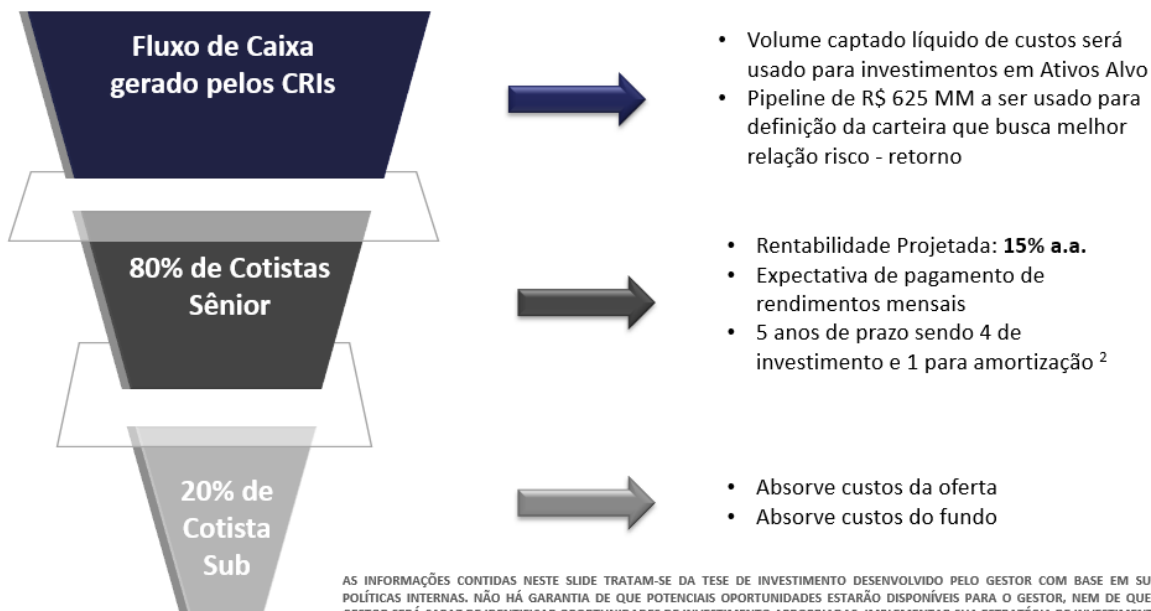 Fluxo de Caixa
gerado pelos CRIs
• Volume captado líquido de custos será
usado para investimentos em Ativos Alvo
• Pipeline de R$ 625 MM a ser usado para
definição da carteira que busca melhor
relação risco - retorno
80% de Cotistas
Sênior
• Rentabilidade Projetada: 15% a.a.
• Expectativa de pagamento de
rendimentos mensais
• 5 anos de prazo sendo 4 de
investimento e 1 para amortização ²
20% de
Cotista
Sub
• Absorve custos da oferta
• Absorve custos do fundo
AS INFORMAÇÕES CONTIDAS NESTE SLIDE TRATAM-SE DA TESE DE INVESTIMENTO DESENVOLVIDO PELO GESTOR COM BASE EM SU
POLÍTICAS INTERNAS. NÃO HÁ GARANTIA DE QUE POTENCIAIS OPORTUNIDADES ESTARÃO DISPONÍVEIS PARA O GESTOR, NEM DE QUE